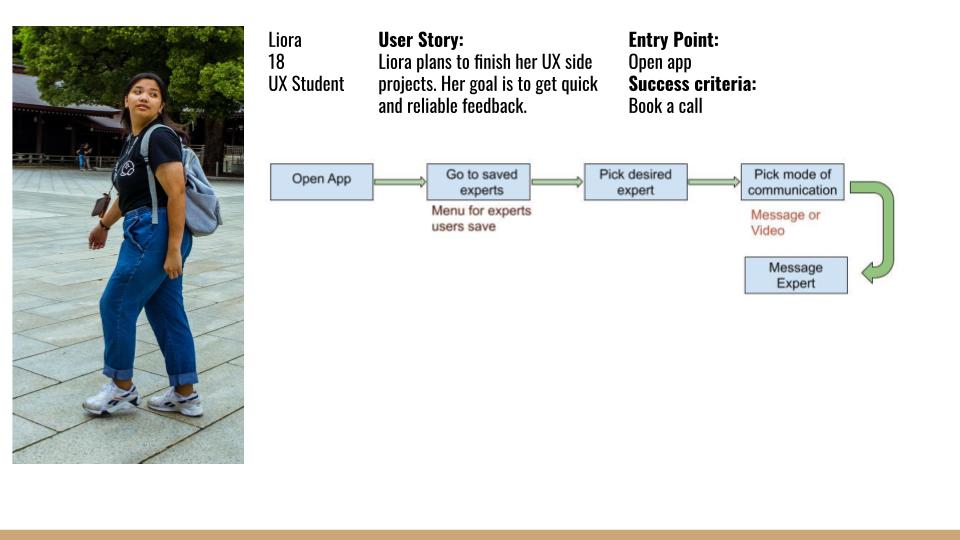 Liora
18
UX Student
User Story:
Liora plans to finish her UX side
projects. Her goal is to get quick
and reliable feedback.
Entry Point:
Open app
Success criteria:
Book a call
Open App
Go to saved
experts
Menu for experts
users save
Pick desired
expert
Pick mode of
communication
Message or
Video
Message
Expert